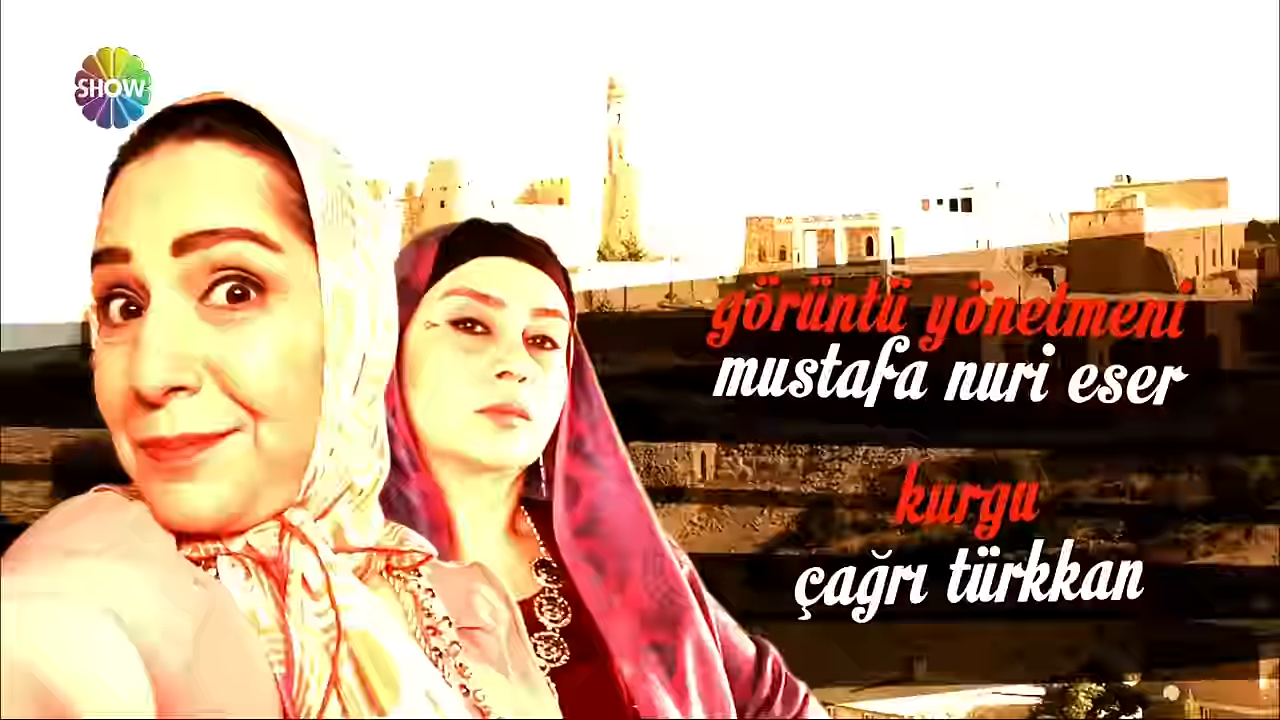 SHOW
görüntü yönetmeni
mustafa nuri eser
kurgu
çağrı türkkan